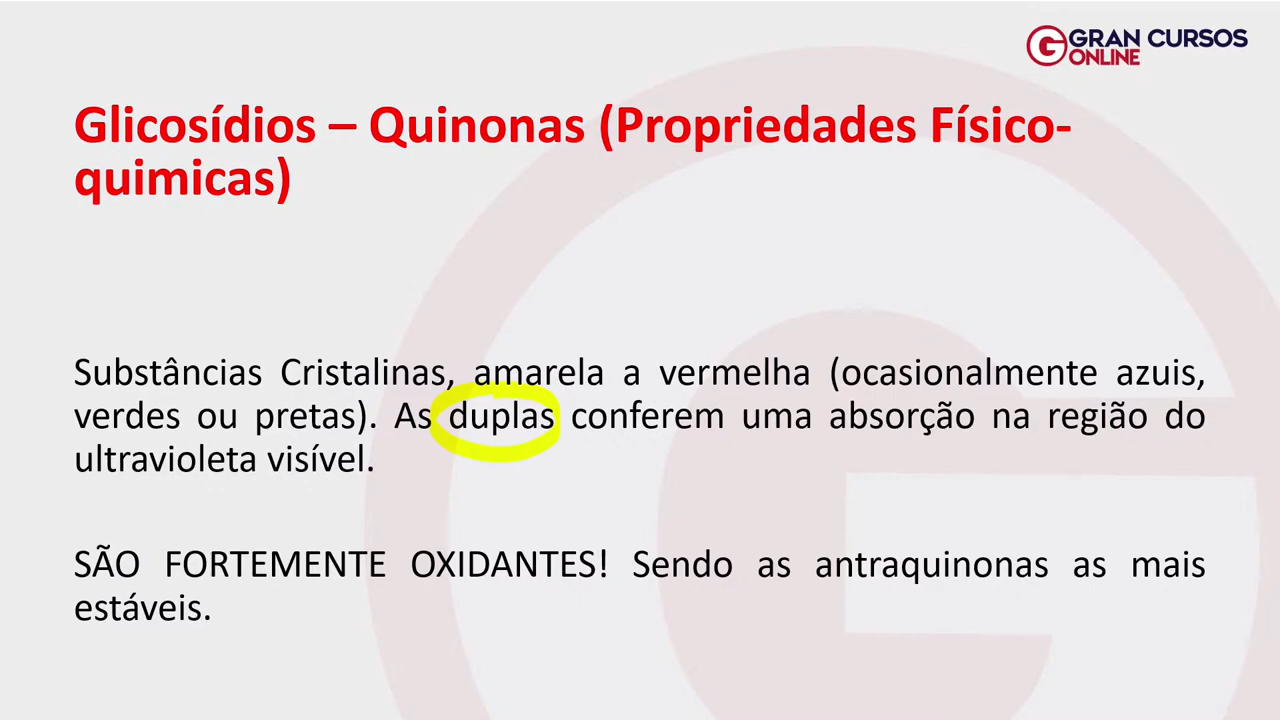 GRAN CURSOS
ONLINE
Glicosídios – Quinonas (Propriedades Físico-
quimicas)
Substâncias Cristalinas, amarela a vermelha (ocasionalmente azuis,
verdes ou pretas). As duplas conferem uma absorção na região do
ultravioleta visível.
SÃO FORTEMENTE OXIDANTES! Sendo as antraquinonas as mais
estáveis.